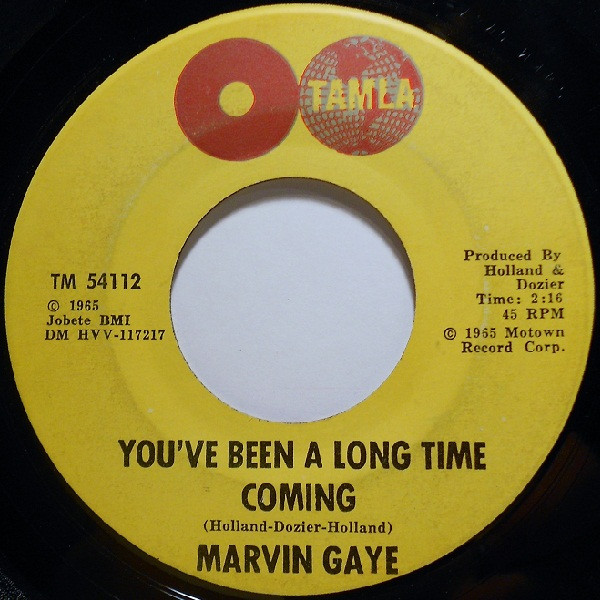 TAMLA
TM 54112
© 1965
Jobete BMI
DM HVV-117217
Produced By
Holland &
Dozier
Time: 2:16
45 RPM
© 1965 Motown
Record Corp.
YOU'VE BEEN A LONG TIME
COMING
(Holland-Dozier-Holland)
MARVIN GAYE